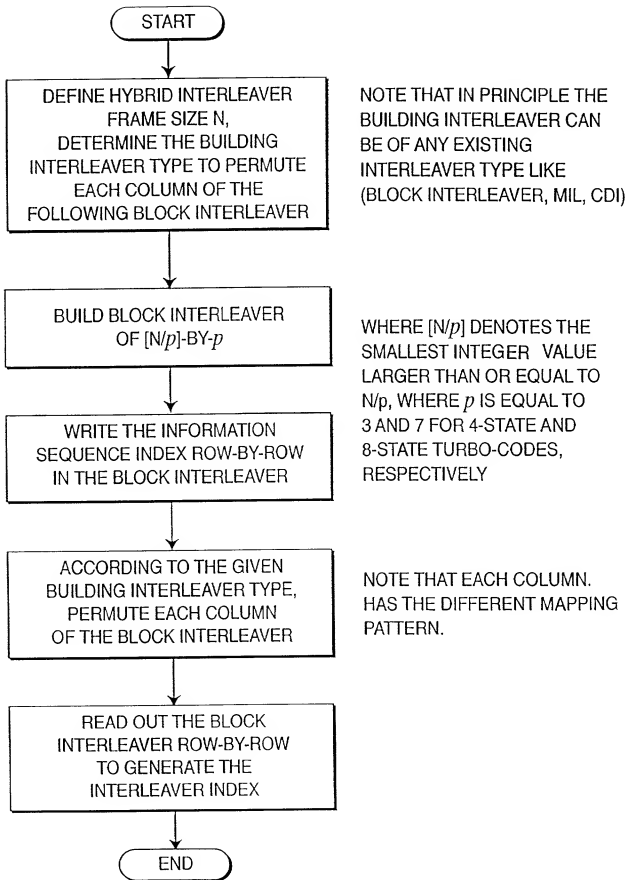 START
DEFINE HYBRID INTERLEAVER
FRAME SIZE N,
DETERMINE THE BUILDING
INTERLEAVER TYPE TO PERMUTE
EACH COLUMN OF THE
FOLLOWING BLOCK INTERLEAVER
NOTE THAT IN PRINCIPLE THE
BUILDING INTERLEAVER CAN
BE OF ANY EXISTING
INTERLEAVER TYPE LIKE
(BLOCK INTERLEAVER, MIL, CDI)
BUILD BLOCK INTERLEAVER
OF [N/p]-BY-p
WHERE [N/p] DENOTES THE
SMALLEST INTEGER VALUE
LARGER THAN OR EQUAL TO
N/p, WHERE p IS EQUAL TO
3 AND 7 FOR 4-STATE AND
8-STATE TURBO-CODES,
RESPECTIVELY
WRITE THE INFORMATION
SEQUENCE INDEX ROW-BY-ROW
IN THE BLOCK INTERLEAVER
ACCORDING TO THE GIVEN
BUILDING INTERLEAVER TYPE,
PERMUTE EACH COLUMN
OF THE BLOCK INTERLEAVER
NOTE THAT EACH COLUMN.
HAS THE DIFFERENT MAPPING
PATTERN.
READ OUT THE BLOCK
INTERLEAVER ROW-BY-ROW
TO GENERATE THE
INTERLEAVER INDEX
END